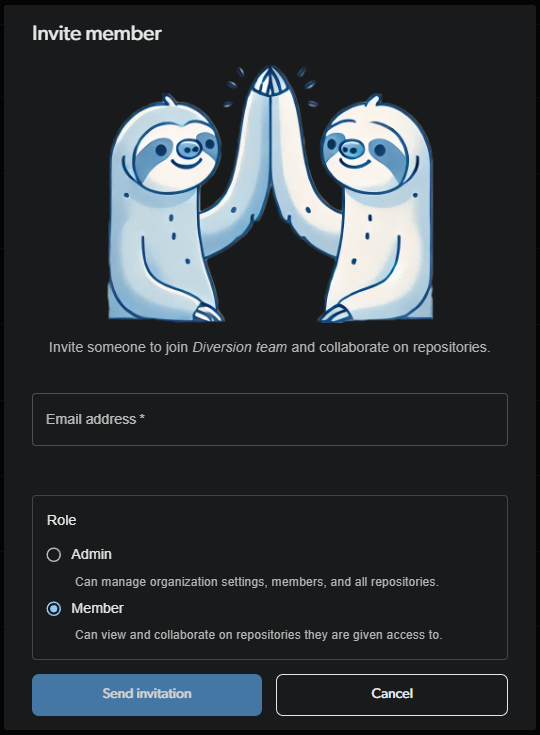 Invite member
Invite someone to join Diversion team and collaborate on repositories.
Email address *
Role
Admin
Can manage organization settings, members, and all repositories.
Member
Can view and collaborate on repositories they are given access to.
Send invitation
Cancel